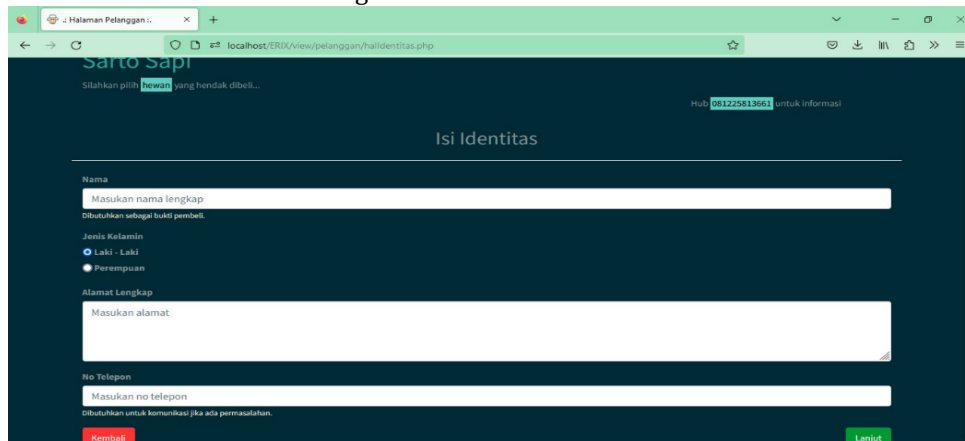 .: Halaman Pelanggan :.
localhost/ERIX/view/pelanggan/halIdentitas.php
Sarto Sapi
Silahkan pilih hewan yang hendak dibeli...
Hub 081225813661 untuk informasi
Isi Identitas
Nama
Masukan nama lengkap
Dibutuhkan sebagai bukti pembeli.
Jenis Kelamin
Laki - Laki
Perempuan
Alamat Lengkap
Masukan alamat
No Telepon
Masukan no telepon
Dibutuhkan untuk komunikasi jika ada permasalahan.
Kembali
Lanjut